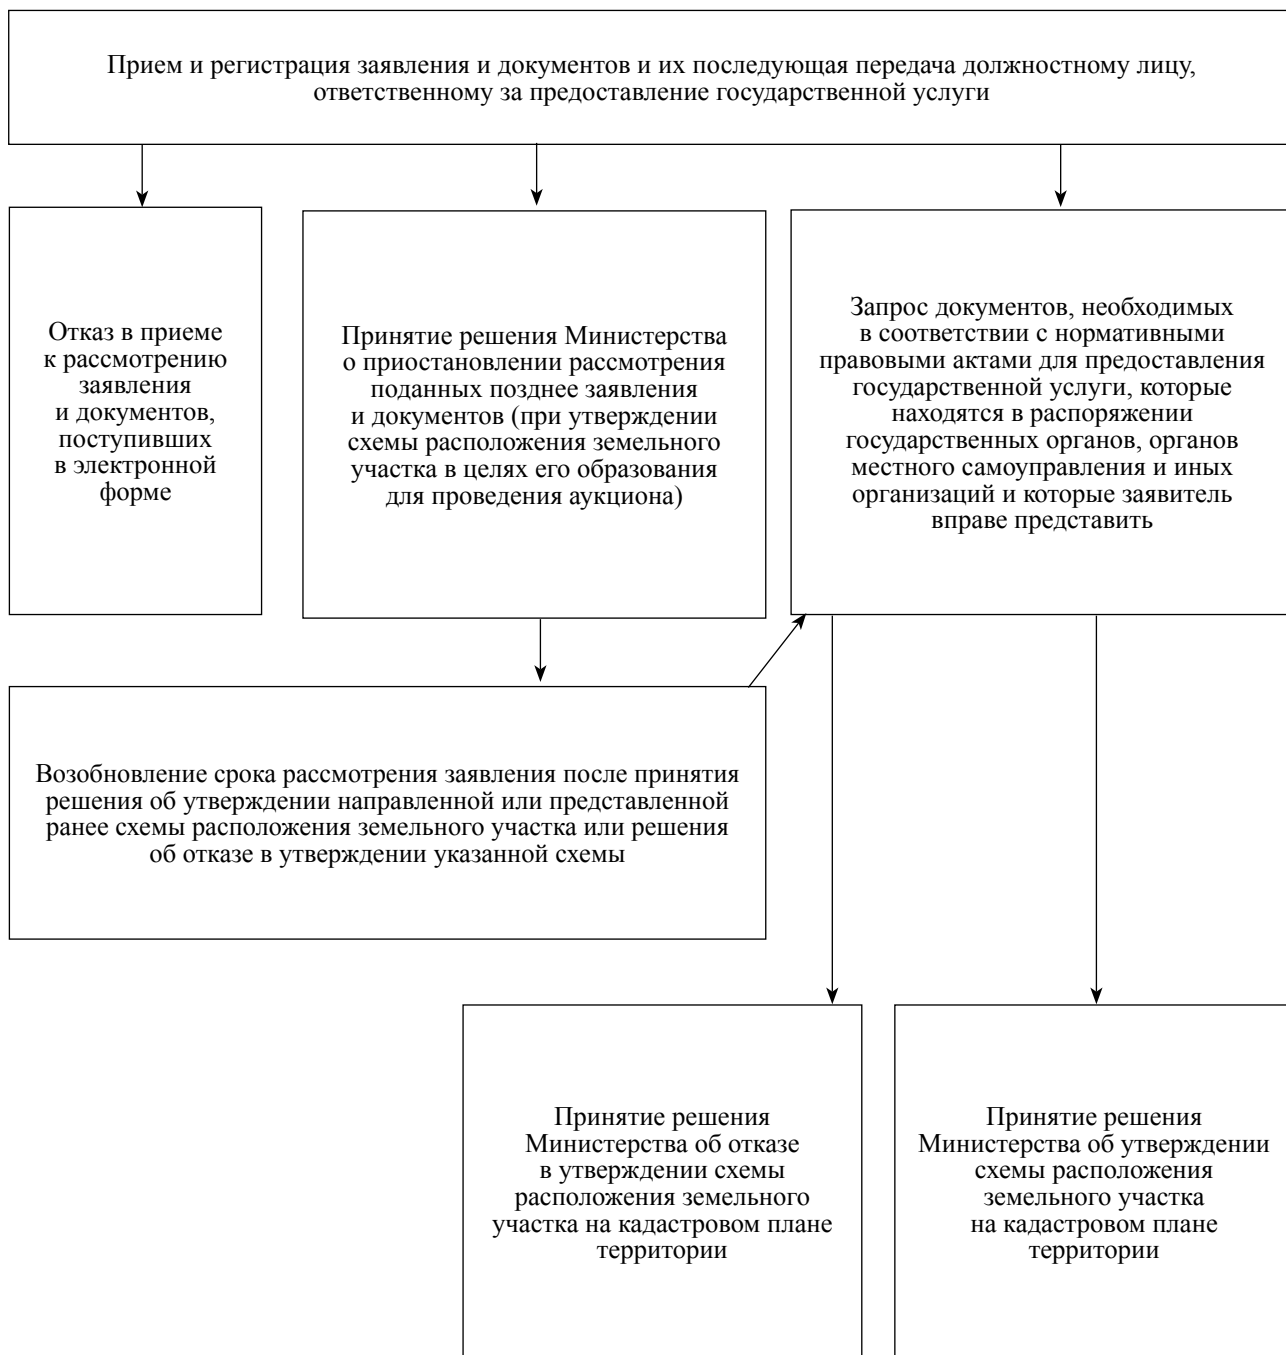 Прием и регистрация заявления и документов и их последующая передача должностному лицу,
ответственному за предоставление государственной услуги
Отказ в приеме
к рассмотрению
заявления
и документов,
поступивших
в электронной
форме
Принятие решения Министерства
о приостановлении рассмотрения
поданных позднее заявления
и документов (при утверждении
схемы расположения земельного
участка в целях его образования
для проведения аукциона)
Запрос документов, необходимых
в соответствии с нормативными
правовыми актами для предоставления
государственной услуги, которые
находятся в распоряжении
государственных органов, органов
местного самоуправления и иных
организаций и которые заявитель
вправе представить
Возобновление срока рассмотрения заявления после принятия
решения об утверждении направленной или представленной
ранее схемы расположения земельного участка или решения
об отказе в утверждении указанной схемы
Принятие решения
Министерства об отказе
в утверждении схемы
расположения земельного
участка на кадастровом плане
территории
Принятие решения
Министерства об утверждении
схемы расположения
земельного участка
на кадастровом плане
территории